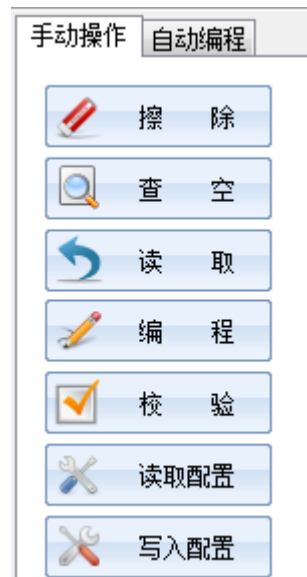 手动操作 自动编程
擦 除
查 空
读 取
编 程
校 验
读取配置
写入配置